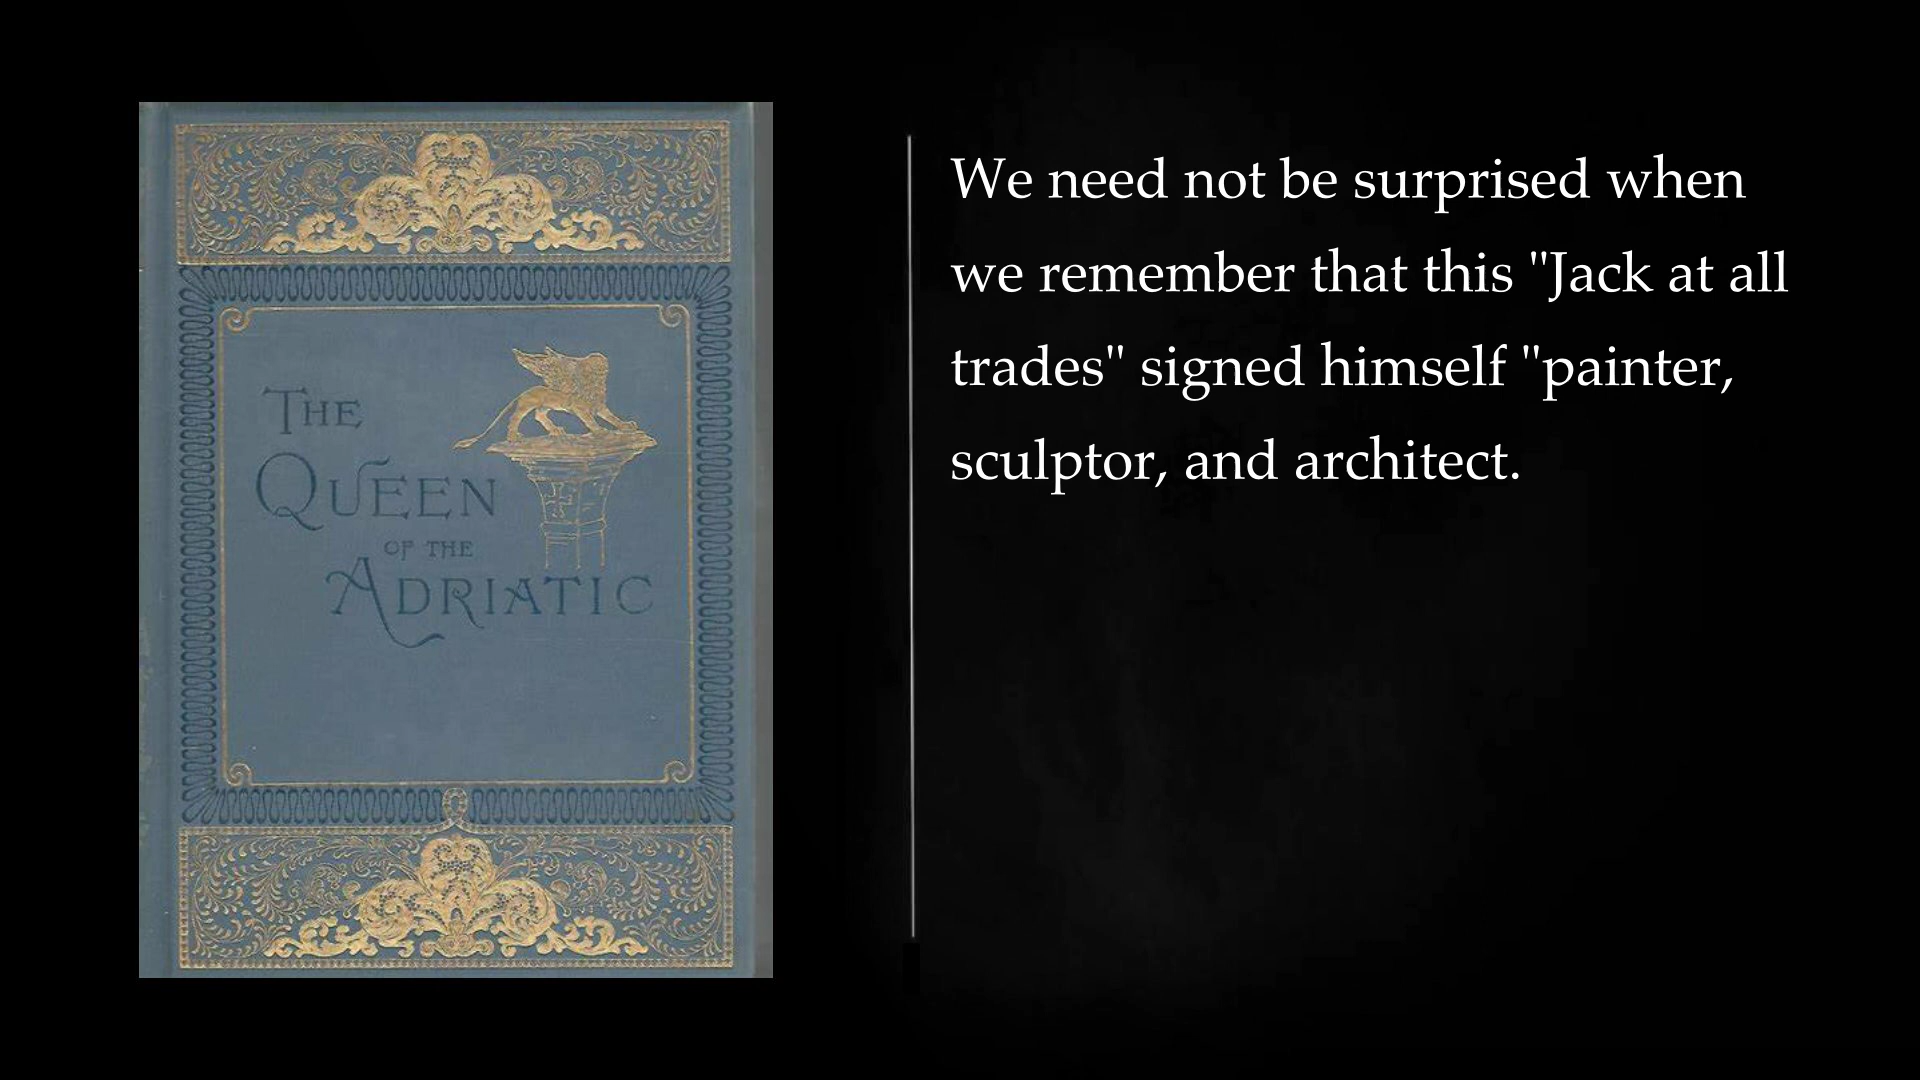 THE
QUEEN
OF THE
ADRIATIC
We need not be surprised when
we remember that this "Jack at all
trades" signed himself "painter,
sculptor, and architect.